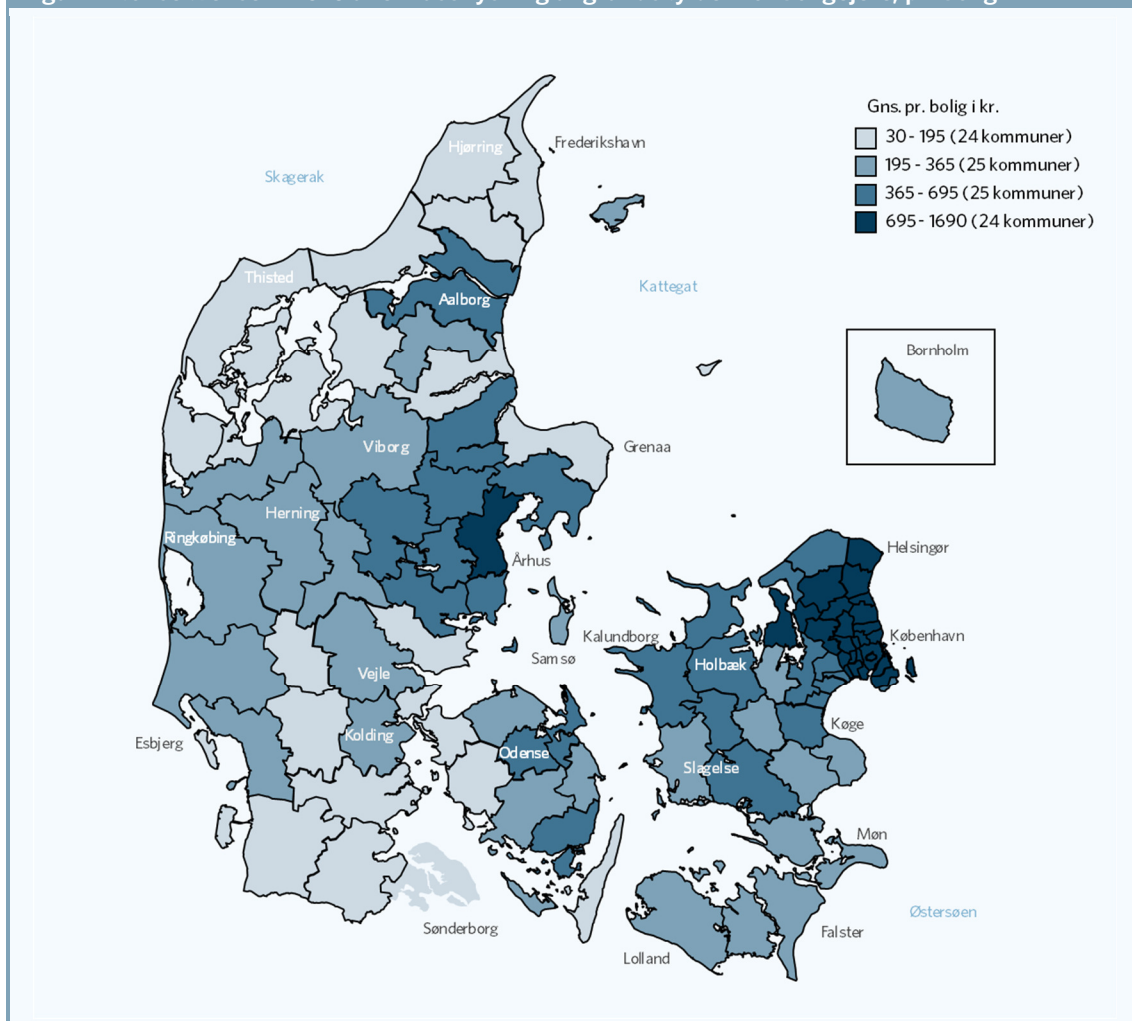 Gns. pr. bolig i kr.
30 - 195 (24 kommuner)
195 - 365 (25 kommuner)
365 - 695 (25 kommuner)
695 - 1690 (24 kommuner)
Hjørring
Frederikshavn
Skagerak
Thisted
Kattegat
Aalborg
Bornholm
Viborg
Grenaa
Herning
Ringkøbing
Århus
Helsingør
Kalundborg
København
Samsø
Holbæk
Vejle
Køge
Esbjerg
Kolding
Odense
Slagelse
Møn
Østersøen
Sønderborg
Falster
Lolland